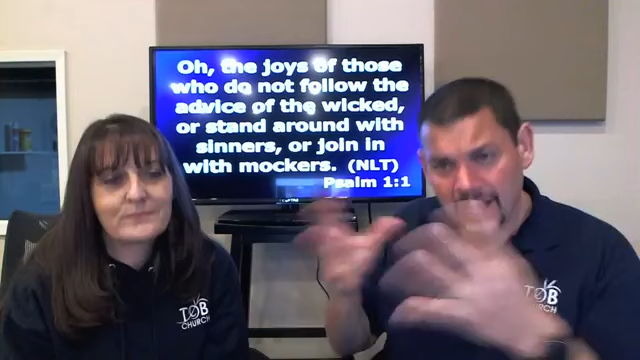 Oh, the joys of those
who do not follow the
advice of the wicked,
or stand around with
sinners, or join in
with mockers. (NLT)
Psalm 1:1
TOB
CHURCH
TOB
CHURCH